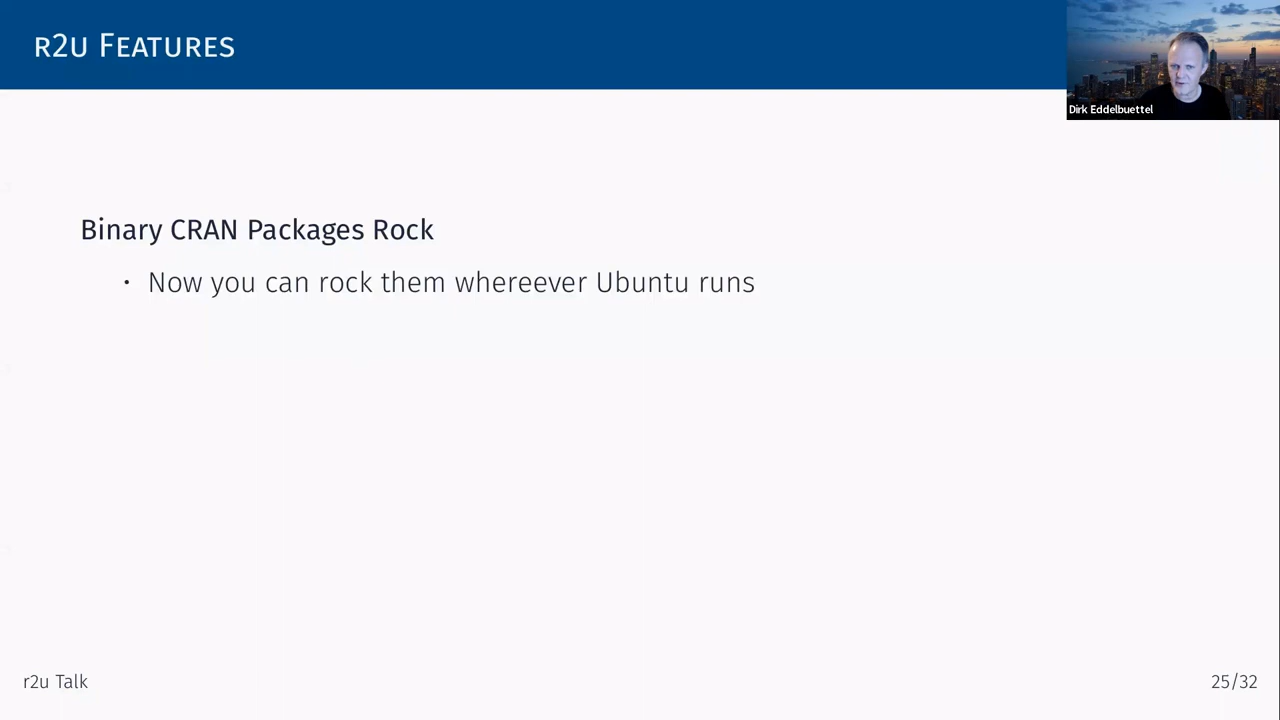 r2u Features
Dirk Eddelbuettel
Binary CRAN Packages Rock
• Now you can rock them whereever Ubuntu runs
r2u Talk
25/32